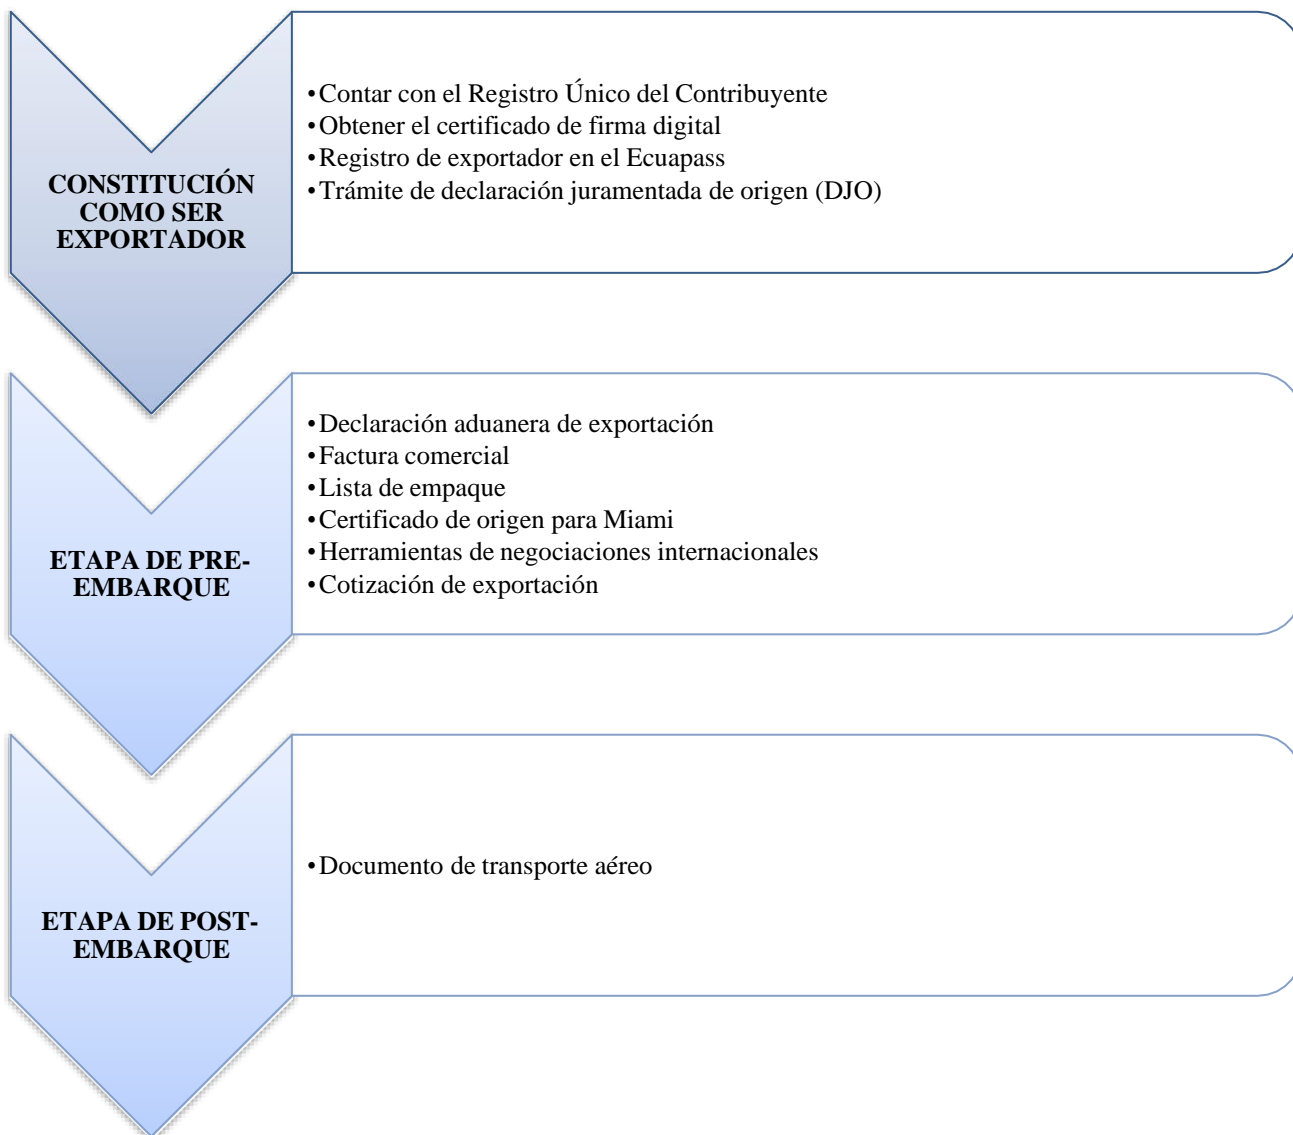 CONSTITUCIÓN
COMO SER
EXPORTADOR
•Contar con el Registro Único del Contribuyente
•Obtener el certificado de firma digital
•Registro de exportador en el Ecuapass
•Trámite de declaración juramentada de origen (DJO)
ETAPA DE PRE-
EMBARQUE
•Declaración aduanera de exportación
•Factura comercial
•Lista de empaque
•Certificado de origen para Miami
•Herramientas de negociaciones internacionales
•Cotización de exportación
ETAPA DE POST-
EMBARQUE
•Documento de transporte aéreo